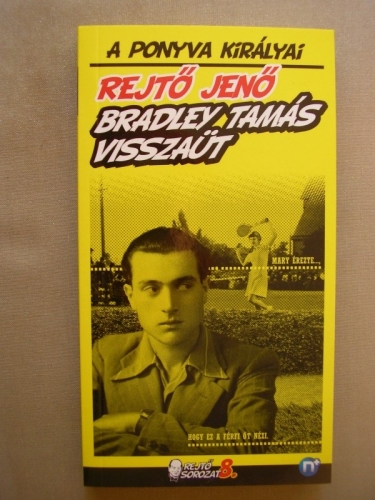 A PONYVA KIRÁLYAI
REJTŐ JENŐ
BRADLEY TAMÁS
VISSZAÜT
MARY ÉREZTE...,
HOGY EZ A FÉRFI ŐT NÉZI.
REJTŐ
SOROZAT 8.
n